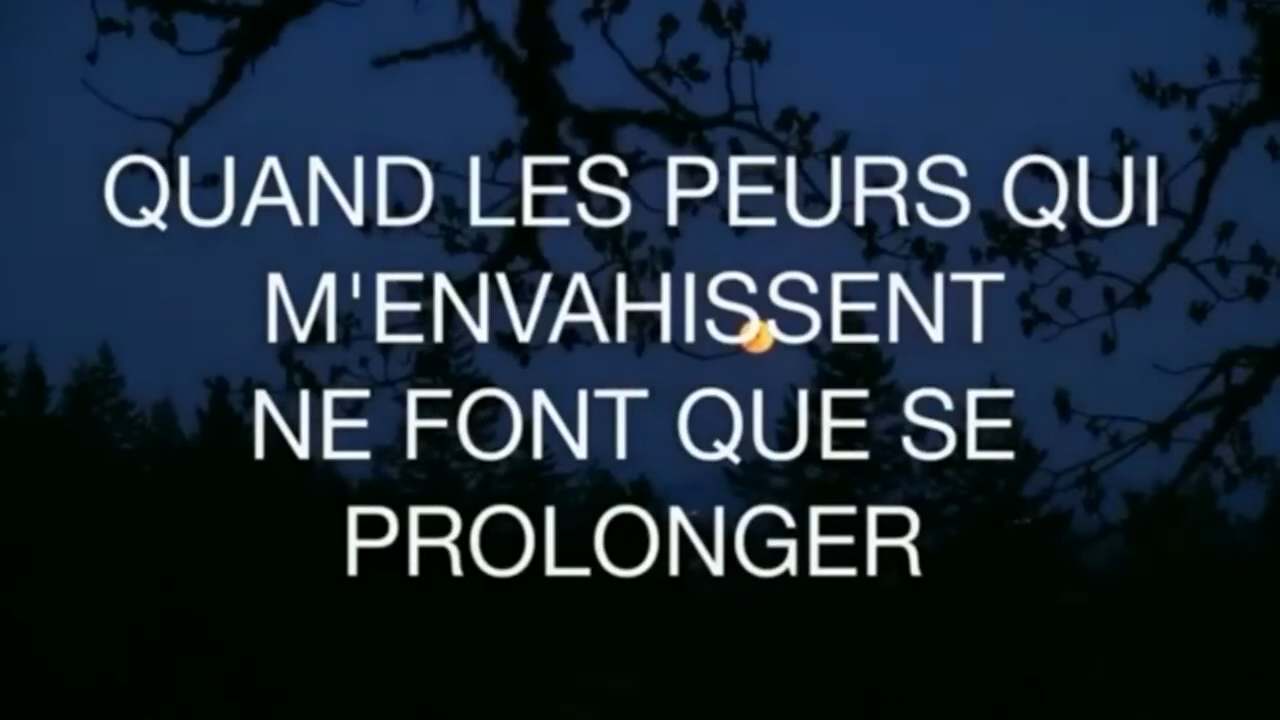 QUAND LES PEURS QUI
M'ENVAHISSENT
NE FONT QUE SE
PROLONGER